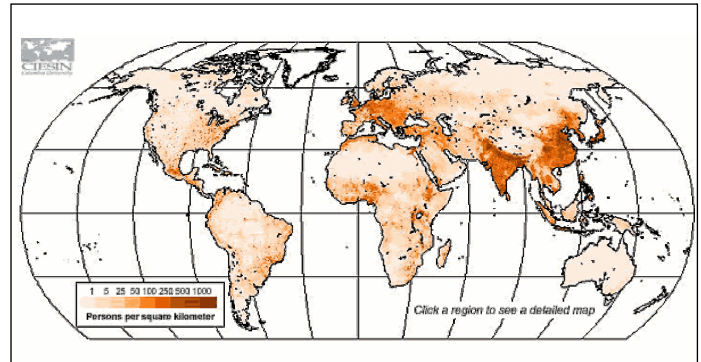 CIESIN
Columbia University
1 5 25 50 100 250 500 1000
Persons per square kilometer
Click a region to see a detailed map